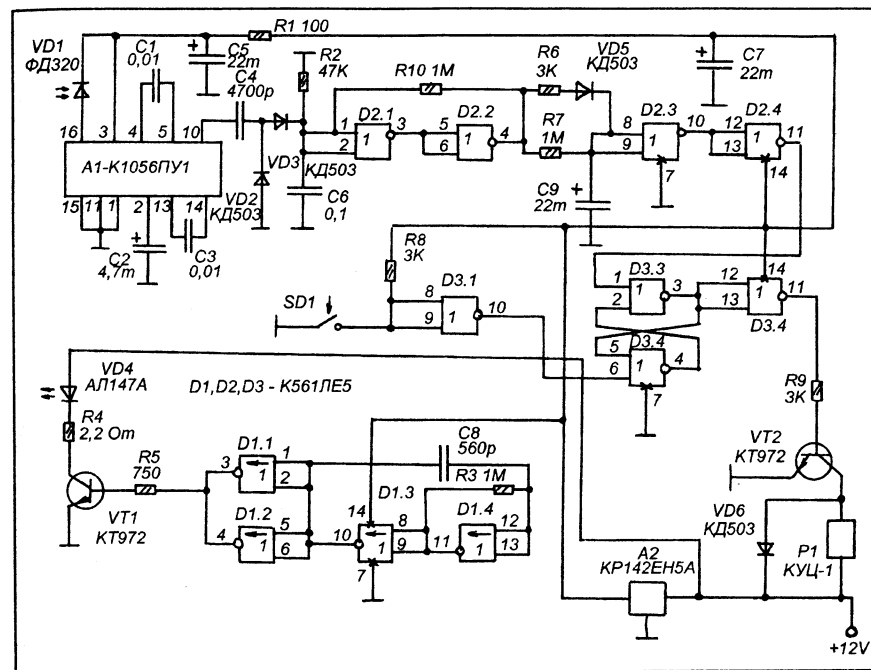 R1 100
VD1
ФД320
C1
0,01
C5
22m
C4
4700p
R2
47K
R10 1M
R6
3K
VD5
КД503
C7
22m
16 3 4 5 10
A1-К1056ПУ1
15 11 1 2 13 14
VD3
КД503
VD2
КД503
C2
4,7m
C3
0,01
C6
0,1
D2.1
1
2
1
3
D2.2
5
6
1
4
R7
1M
C9
22m
D2.3
8
9
1
10
7
D2.4
12
13
1
11
14
R8
3K
SD1
D3.1
8
9
1
10
D3.3
1
2
1
3
D3.4
5
6
1
4
7
14
12
13
1
11
D3.4
R9
3K
VT2
КТ972
VD4
АЛ147А
D1,D2,D3 - К561ЛЕ5
R4
2,2 От
R5
750
VT1
КТ972
D1.1
3
1
1
2
D1.2
4
1
5
6
C8
560p
R3 1M
D1.3
14
10
1
8
9
7
D1.4
11
1
12
13
VD6
КД503
P1
КУЦ-1
A2
КР142ЕН5А
+12V